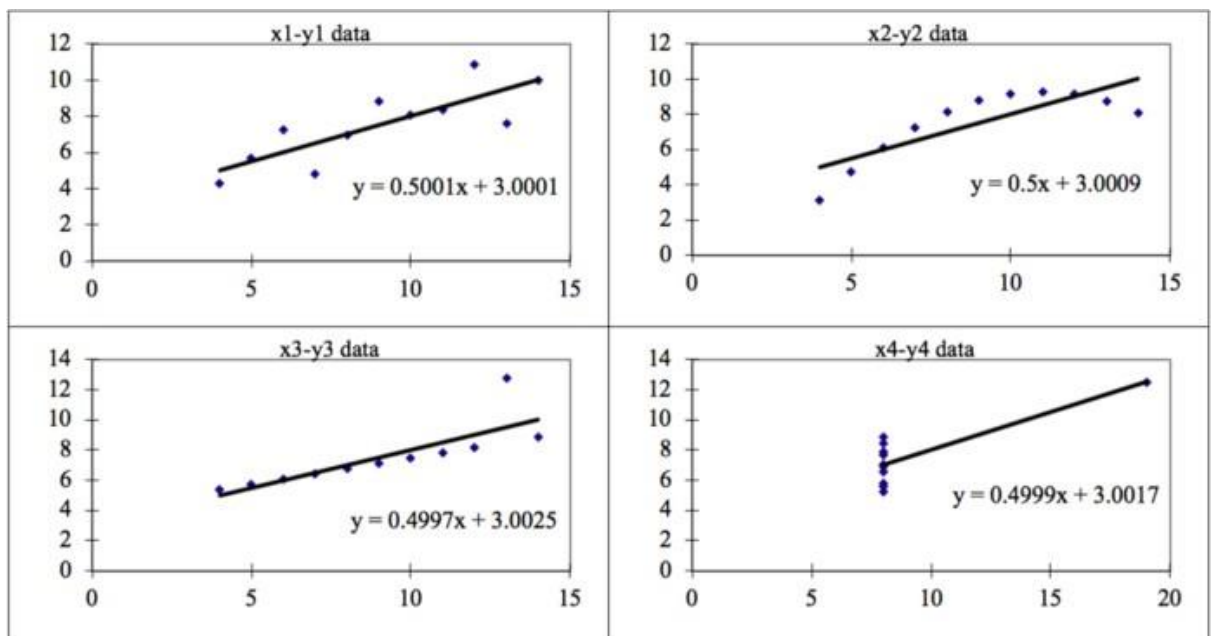 x1-y1 data
12
10
8
6
4
2
0
0 5 10 15
y = 0.5001x + 3.0001
x2-y2 data
12
10
8
6
4
2
0
0 5 10 15
y = 0.5x + 3.0009
x3-y3 data
14
12
10
8
6
4
2
0
0 5 10 15
y = 0.4997x + 3.0025
x4-y4 data
14
12
10
8
6
4
2
0
0 5 10 15 20
y = 0.4999x + 3.0017